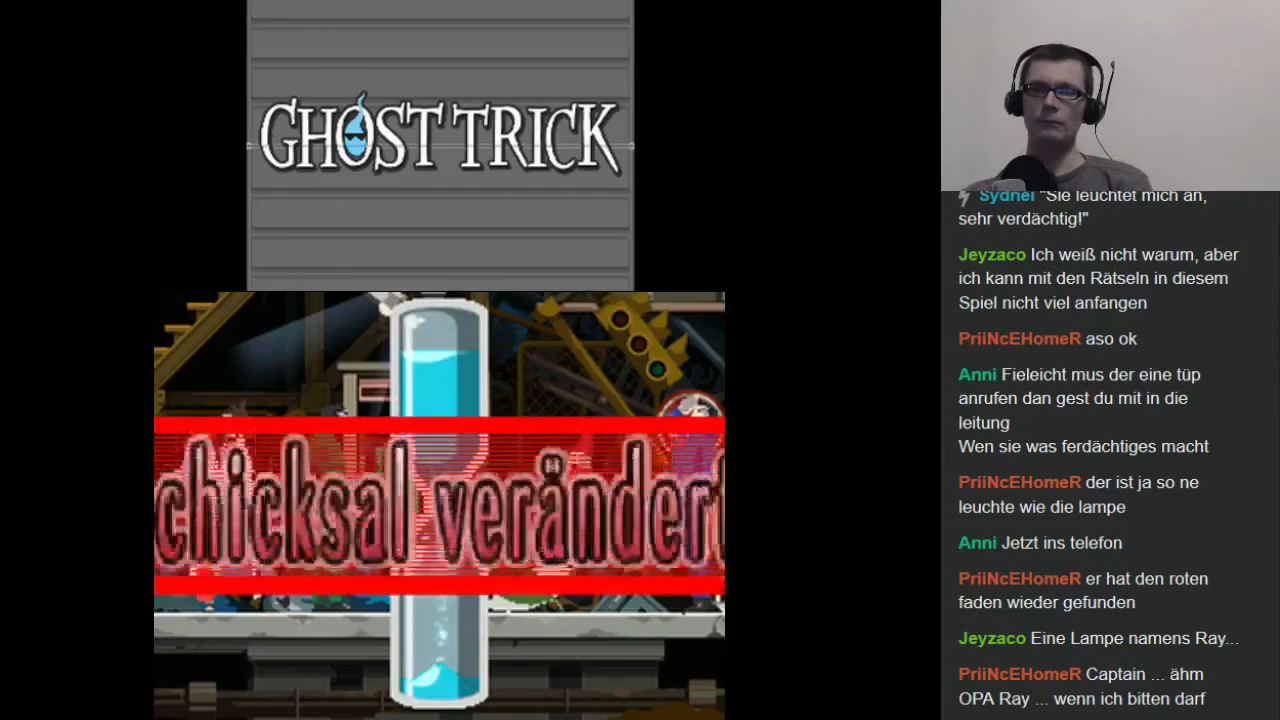 GHOST TRICK
chicksal verändert
Sydnei "Sie leuchtet mich an,
sehr verdächtig!"
Jeyzaco Ich weiß nicht warum, aber
ich kann mit den Rätseln in diesem
Spiel nicht viel anfangen
PriiNcEHomeR aso ok
Anni Fieleicht mus der eine tüp
anrufen dan gest du mit in die
leitung
Wen sie was ferdächtiges macht
PriiNcEHomeR der ist ja so ne
leuchte wie die lampe
Anni Jetzt ins telefon
PriiNcEHomeR er hat den roten
faden wieder gefunden
Jeyzaco Eine Lampe namens Ray...
PriiNcEHomeR Captain ... ähm
OPA Ray ... wenn ich bitten darf